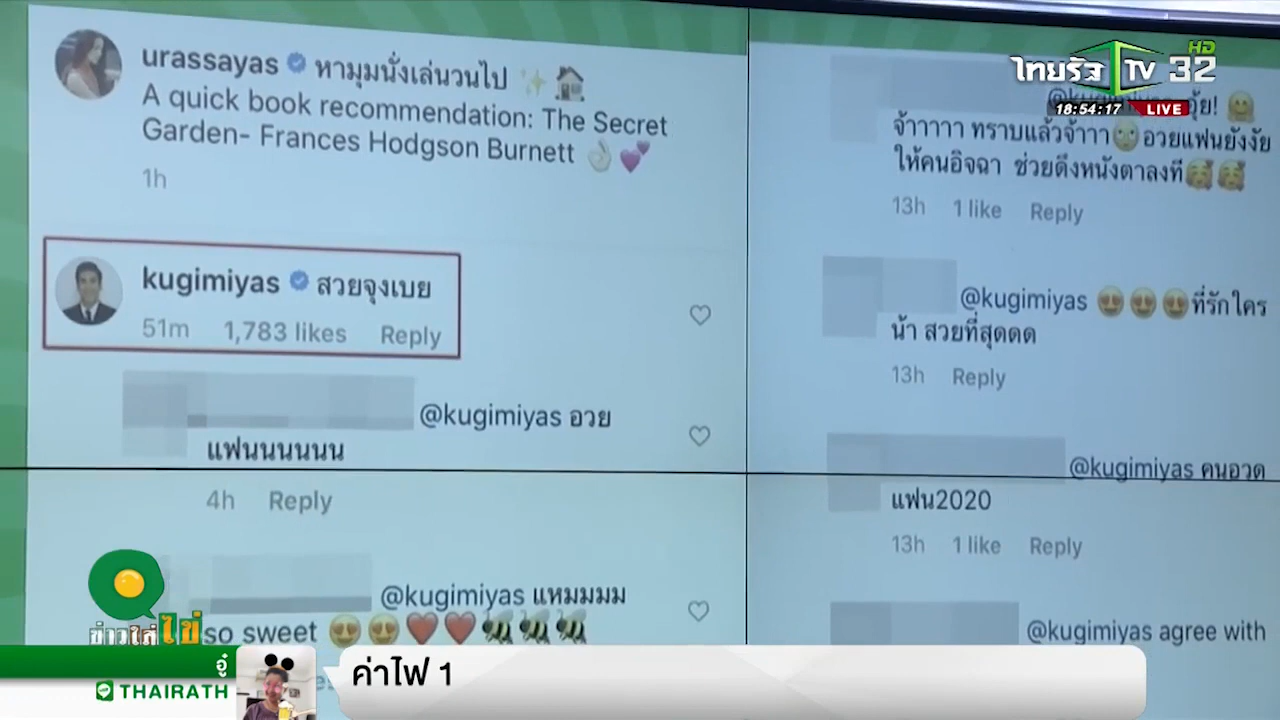 urassayas หามุมนั่งเล่นวนไป ✨🏠
A quick book recommendation: The Secret
Garden- Frances Hodgson Burnett 👌🏻💕
1h
kugimiyas สวยจุงเบย
51m 1,783 likes Reply
@kugimiyas อวย
แฟนนนนนน
4h Reply
@kugimiyas แหมมมม
so sweet 😍😍❤️❤️🐝🐝🐝
จ้าาาาา ทราบแล้วจ้าาา🙄อวยแฟนยังงัย
ให้คนอิจฉา ช่วยดึงหนังตาลงที🥰🥰
13h 1 like Reply
@kugimiyas 😍😍😍ที่รักใคร
น้า สวยที่สุดดด
13h Reply
@kugimiyas คนอวด
แฟน2020
13h 1 like Reply
@kugimiyas agree with
ไทยรัฐ TV 32 HD
18:54:17 LIVE
ข่าวใส่ไข่
อู๋
THAIRATH
ค่าไฟ 1